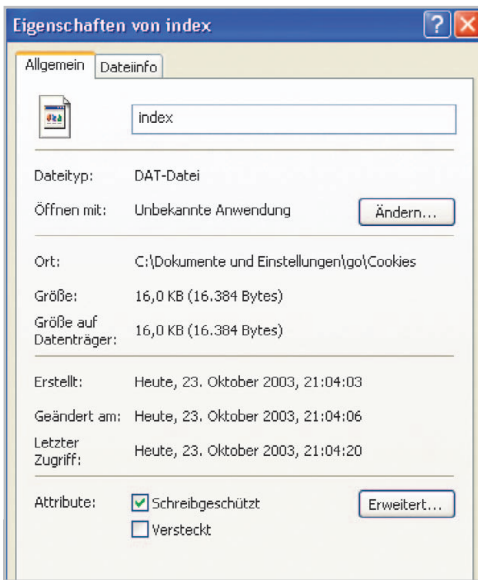 Eigenschaften von index
Allgemein Dateiinfo
index
Dateityp: DAT-Datei
Öffnen mit: Unbekannte Anwendung Ändern...
Ort: C:\Dokumente und Einstellungen\go\Cookies
Größe: 16,0 KB (16.384 Bytes)
Größe auf
Datenträger: 16,0 KB (16.384 Bytes)
Erstellt: Heute, 23. Oktober 2003, 21:04:03
Geändert am: Heute, 23. Oktober 2003, 21:04:06
Letzter
Zugriff: Heute, 23. Oktober 2003, 21:04:20
Attribute: Schreibgeschützt Erweitert...
Versteckt